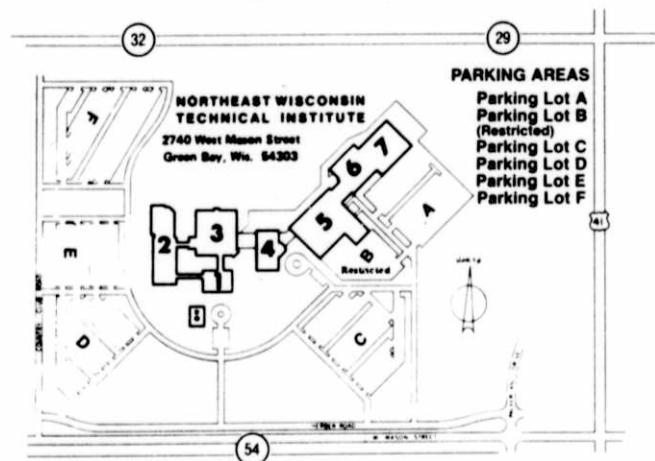 32
29
NORTHEAST WISCONSIN
TECHNICAL INSTITUTE
2740 West Mason Street
Green Bay, Wis. 54303
PARKING AREAS
Parking Lot A
Parking Lot B
(Restricted)
Parking Lot C
Parking Lot D
Parking Lot E
Parking Lot F
F
7
6
5
A
41
2
3
4
B
Restricted
E
1
8
D
C
W. MASON STREET
54